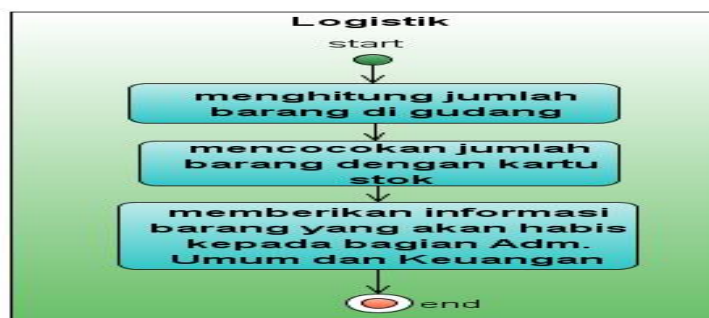 Logistik
start
menghitung jumlah
barang di gudang
mencocokan jumlah
barang dengan kartu
stok
memberikan informasi
barang yang akan habis
kepada bagian Adm.
Umum dan Keuangan
end